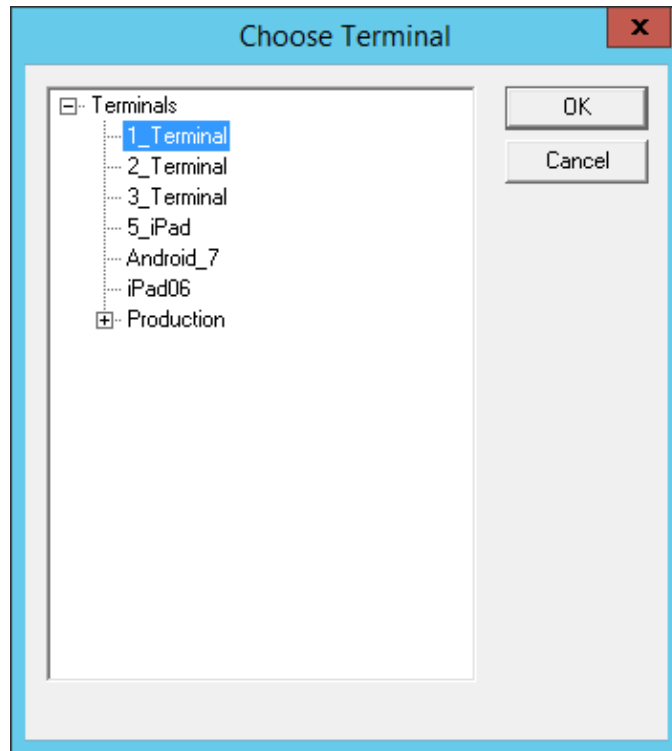 Choose Terminal
x
Terminals
1_Terminal
2_Terminal
3_Terminal
5_iPad
Android_7
iPad06
Production
OK
Cancel